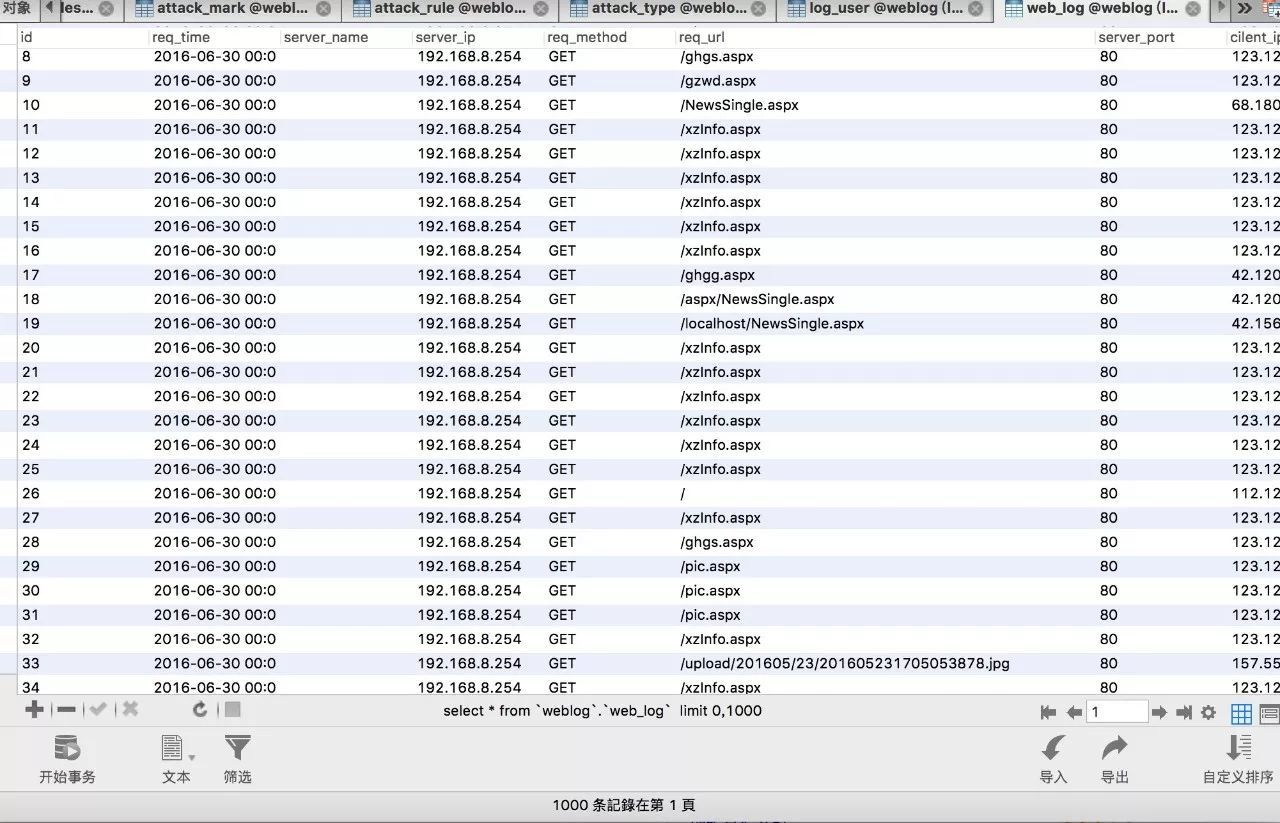 对象 les... attack_mark @webl... attack_rule @weblo... attack_type @weblo... log_user @weblog (l... web_log @weblog (l... »
id req_time server_name server_ip req_method req_url server_port cilent_ip
8 2016-06-30 00:0 192.168.8.254 GET /ghgs.aspx 80 123.12
9 2016-06-30 00:0 192.168.8.254 GET /gzwd.aspx 80 123.12
10 2016-06-30 00:0 192.168.8.254 GET /NewsSingle.aspx 80 68.180
11 2016-06-30 00:0 192.168.8.254 GET /xzInfo.aspx 80 123.12
12 2016-06-30 00:0 192.168.8.254 GET /xzInfo.aspx 80 123.12
13 2016-06-30 00:0 192.168.8.254 GET /xzInfo.aspx 80 123.12
14 2016-06-30 00:0 192.168.8.254 GET /xzInfo.aspx 80 123.12
15 2016-06-30 00:0 192.168.8.254 GET /xzInfo.aspx 80 123.12
16 2016-06-30 00:0 192.168.8.254 GET /xzInfo.aspx 80 123.12
17 2016-06-30 00:0 192.168.8.254 GET /ghgg.aspx 80 42.120
18 2016-06-30 00:0 192.168.8.254 GET /aspx/NewsSingle.aspx 80 42.120
19 2016-06-30 00:0 192.168.8.254 GET /localhost/NewsSingle.aspx 80 42.156
20 2016-06-30 00:0 192.168.8.254 GET /xzInfo.aspx 80 123.12
21 2016-06-30 00:0 192.168.8.254 GET /xzInfo.aspx 80 123.12
22 2016-06-30 00:0 192.168.8.254 GET /xzInfo.aspx 80 123.12
23 2016-06-30 00:0 192.168.8.254 GET /xzInfo.aspx 80 123.12
24 2016-06-30 00:0 192.168.8.254 GET /xzInfo.aspx 80 123.12
25 2016-06-30 00:0 192.168.8.254 GET /xzInfo.aspx 80 123.12
26 2016-06-30 00:0 192.168.8.254 GET / 80 112.12
27 2016-06-30 00:0 192.168.8.254 GET /xzInfo.aspx 80 123.12
28 2016-06-30 00:0 192.168.8.254 GET /ghgs.aspx 80 123.12
29 2016-06-30 00:0 192.168.8.254 GET /pic.aspx 80 123.12
30 2016-06-30 00:0 192.168.8.254 GET /pic.aspx 80 123.12
31 2016-06-30 00:0 192.168.8.254 GET /pic.aspx 80 123.12
32 2016-06-30 00:0 192.168.8.254 GET /xzInfo.aspx 80 123.12
33 2016-06-30 00:0 192.168.8.254 GET /upload/201605/23/201605231705053878.jpg 80 157.55
34 2016-06-30 00:0 192.168.8.254 GET /xzInfo.aspx 80 123.12
select * from `weblog`.`web_log` limit 0,1000 1
开始事务 文本 筛选 导入 导出 自定义排序
1000 条記錄在第 1 頁